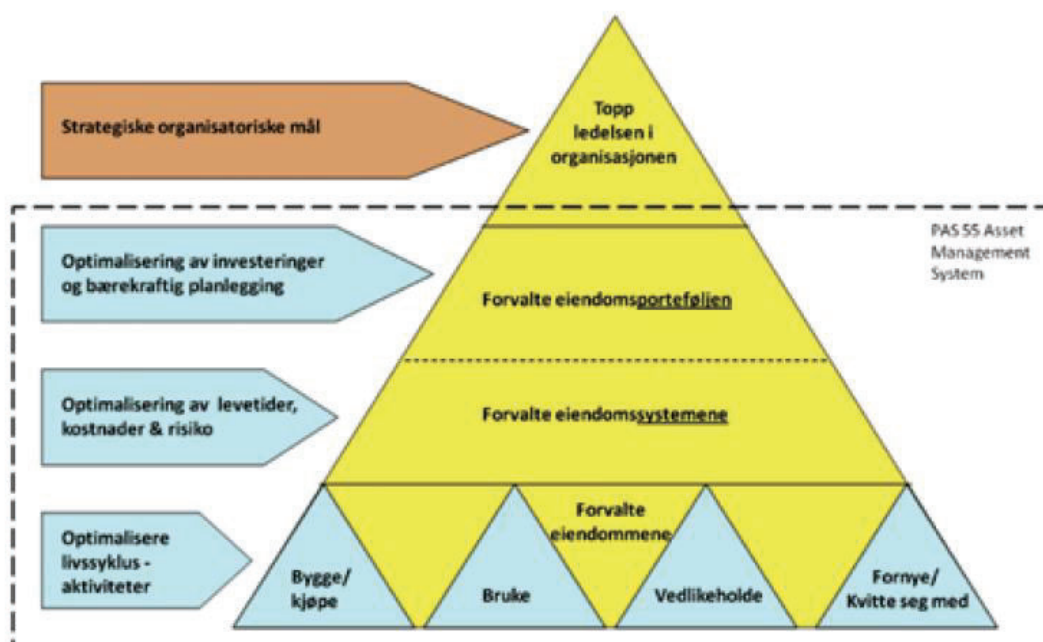 Topp
ledelsen i
organisasjonen
Strategiske organisatoriske mål
PAS 55 Asset
Management
System
Optimalisering av investeringer
og bærekraftig planlegging
Forvalte eiendomsporteføljen
Optimalisering av levetider,
kostnader & risiko
Forvalte eiendomssystemene
Optimalisere
livssyklus -
aktiviteter
Forvalte
eiendommene
Bygge/
kjøpe
Bruke
Vedlikeholde
Fornye/
Kvitte seg med